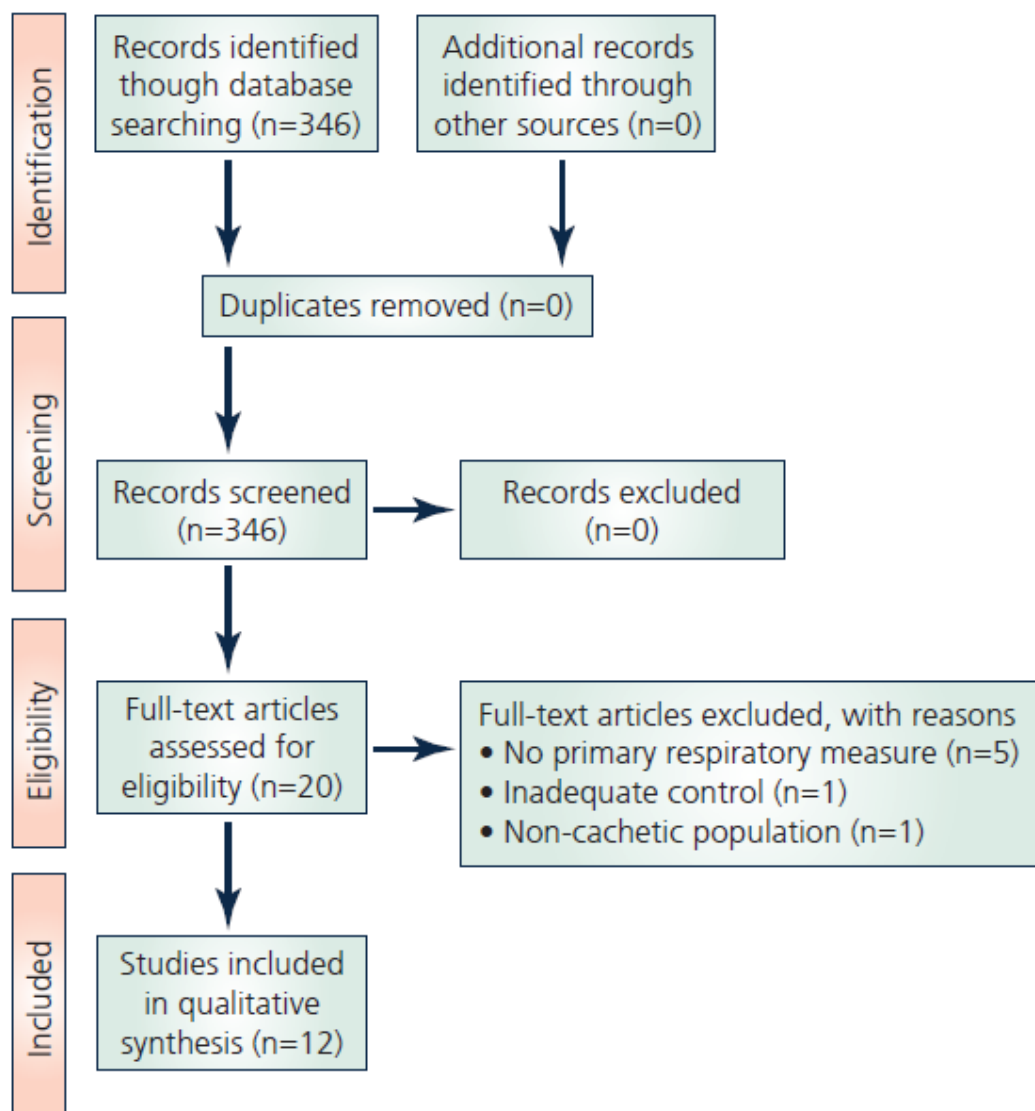 Identification
Records identified
though database
searching (n=346)
Additional records
identified through
other sources (n=0)
Duplicates removed (n=0)
Screening
Records screened
(n=346)
Records excluded
(n=0)
Eligibility
Full-text articles
assessed for
eligibility (n=20)
Full-text articles excluded, with reasons
• No primary respiratory measure (n=5)
• Inadequate control (n=1)
• Non-cachetic population (n=1)
Included
Studies included
in qualitative
synthesis (n=12)